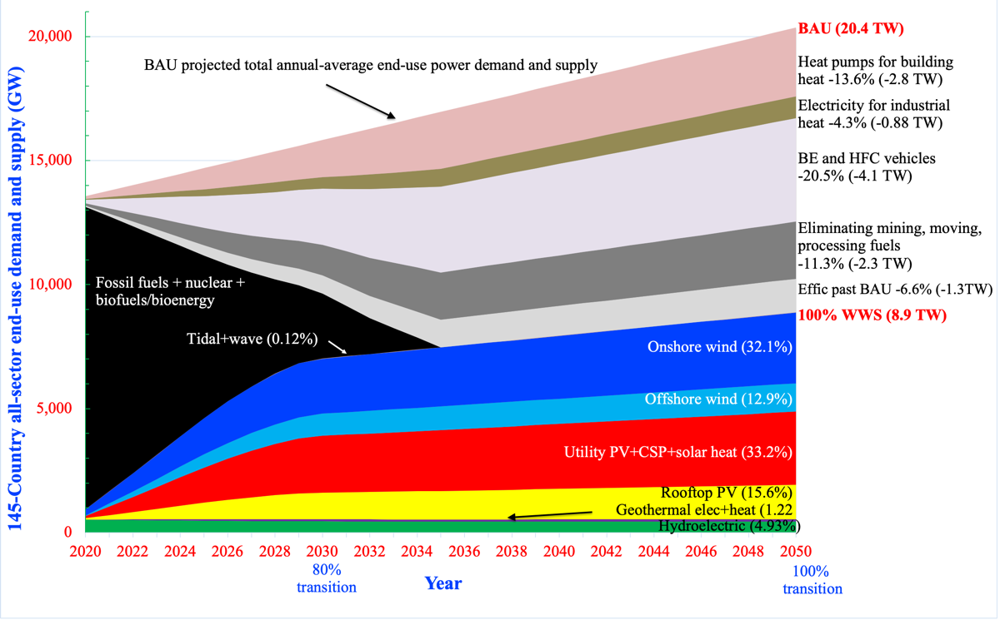 145-Country all-sector end-use demand and supply (GW)
20,000
15,000
10,000
5,000
0
BAU projected total annual-average end-use power demand and supply
BAU (20.4 TW)
Heat pumps for building
heat -13.6% (-2.8 TW)
Electricity for industrial
heat -4.3% (-0.88 TW)
BE and HFC vehicles
-20.5% (-4.1 TW)
Eliminating mining, moving,
processing fuels
-11.3% (-2.3 TW)
Effic past BAU -6.6% (-1.3TW)
100% WWS (8.9 TW)
Fossil fuels + nuclear +
biofuels/bioenergy
Tidal+wave (0.12%)
Onshore wind (32.1%)
Offshore wind (12.9%)
Utility PV+CSP+solar heat (33.2%)
Rooftop PV (15.6%)
Geothermal elec+heat (1.22
Hydroelectric (4.93%)
2020 2022 2024 2026 2028 2030 2032 2034 2036 2038 2040 2042 2044 2046 2048 2050
80%
transition
Year
100%
transition